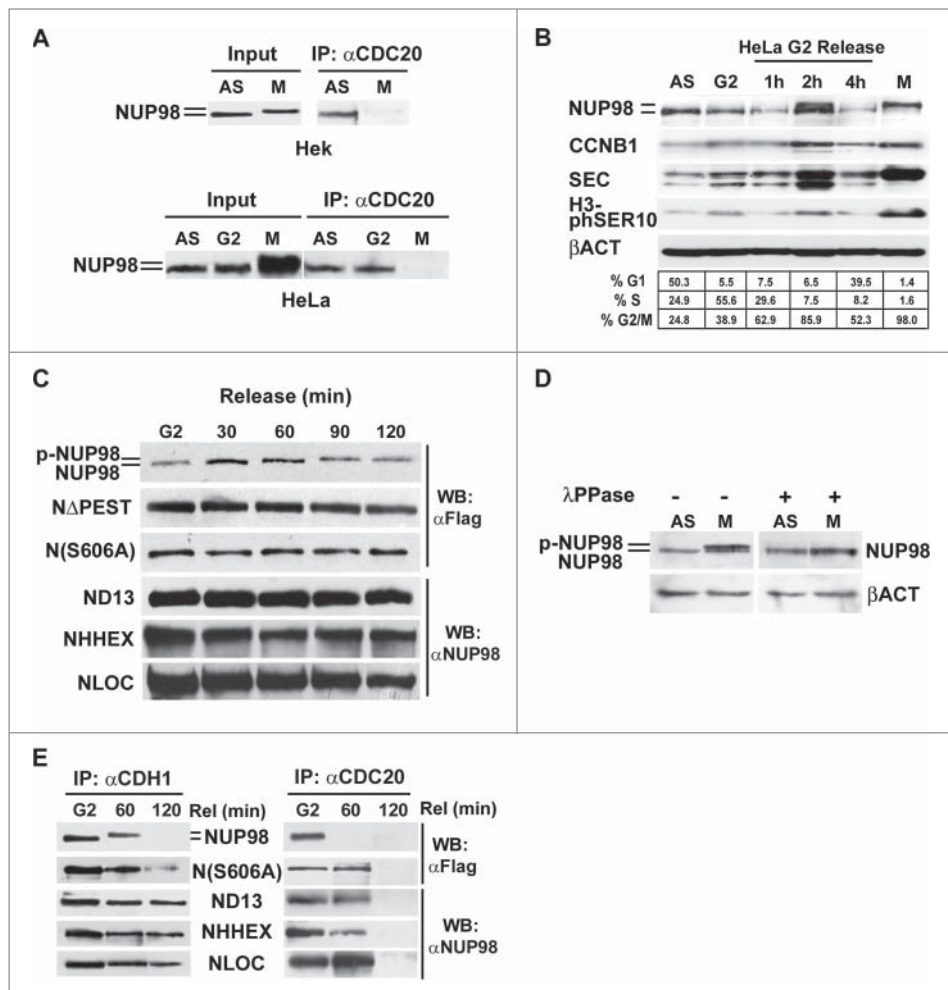 A
Input IP: αCDC20
AS M AS M
NUP98
Hek
Input IP: αCDC20
AS G2 M AS G2 M
NUP98
HeLa
B
HeLa G2 Release
AS G2 1h 2h 4h M
NUP98
CCNB1
SEC
H3-
phSER10
βACT
% G1 50.3 5.5 7.5 6.5 39.5 1.4
% S 24.9 55.6 29.6 7.5 8.2 1.6
% G2/M 24.8 38.9 62.9 85.9 52.3 98.0
C
Release (min)
G2 30 60 90 120
p-NUP98
NUP98
NΔPEST
N(S606A)
WB:
αFlag
ND13
NHHEX
NLOC
WB:
αNUP98
D
λPPase - - + +
AS M AS M
p-NUP98
NUP98
NUP98
βACT
E
IP: αCDH1 IP: αCDC20
G2 60 120 Rel (min) G2 60 120 Rel (min)
NUP98
N(S606A)
WB:
αFlag
ND13
NHHEX
NLOC
WB:
αNUP98